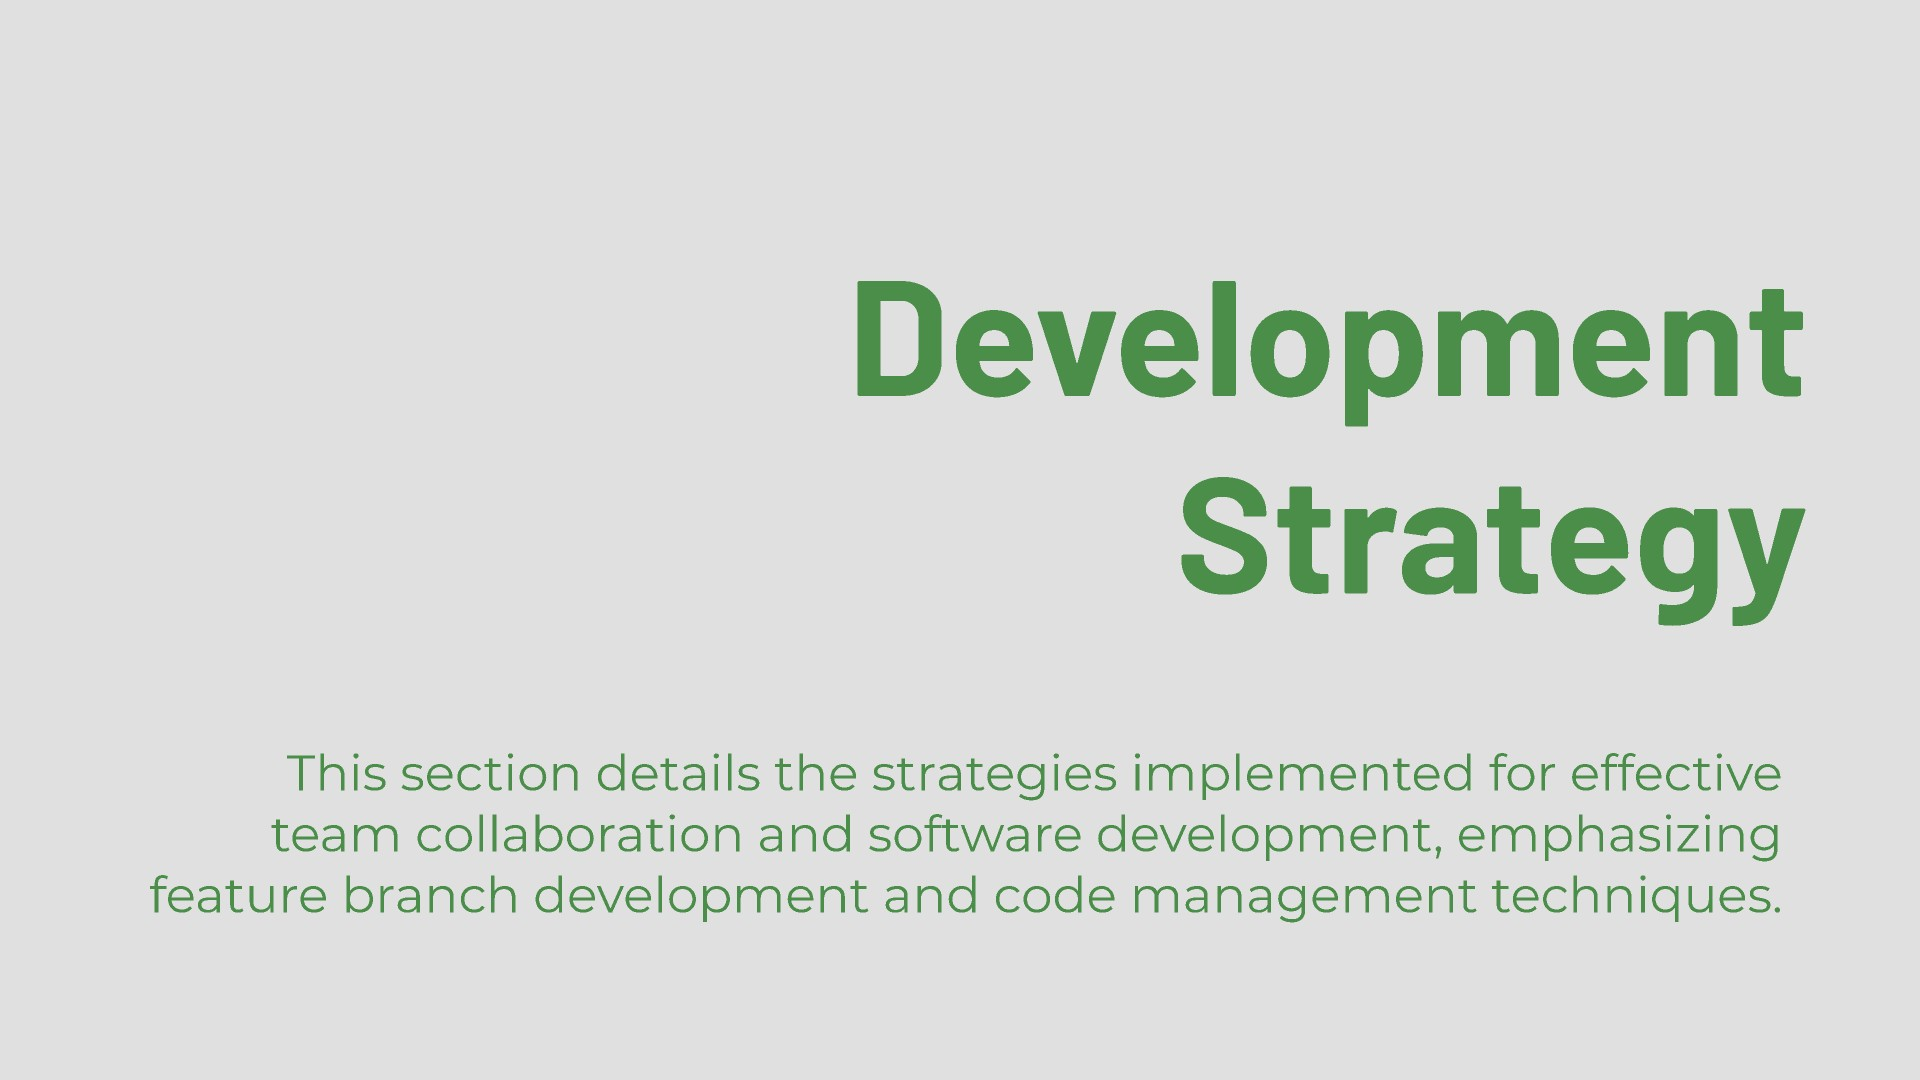 Development
Strategy
This section details the strategies implemented for effective
team collaboration and software development, emphasizing
feature branch development and code management techniques.